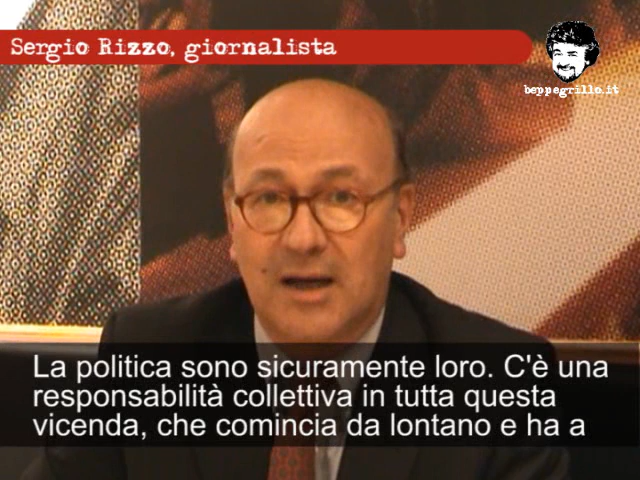 Sergio Rizzo, giornalista
beppegrillo.it
La politica sono sicuramente loro. C'è una
responsabilità collettiva in tutta questa
vicenda, che comincia da lontano e ha a